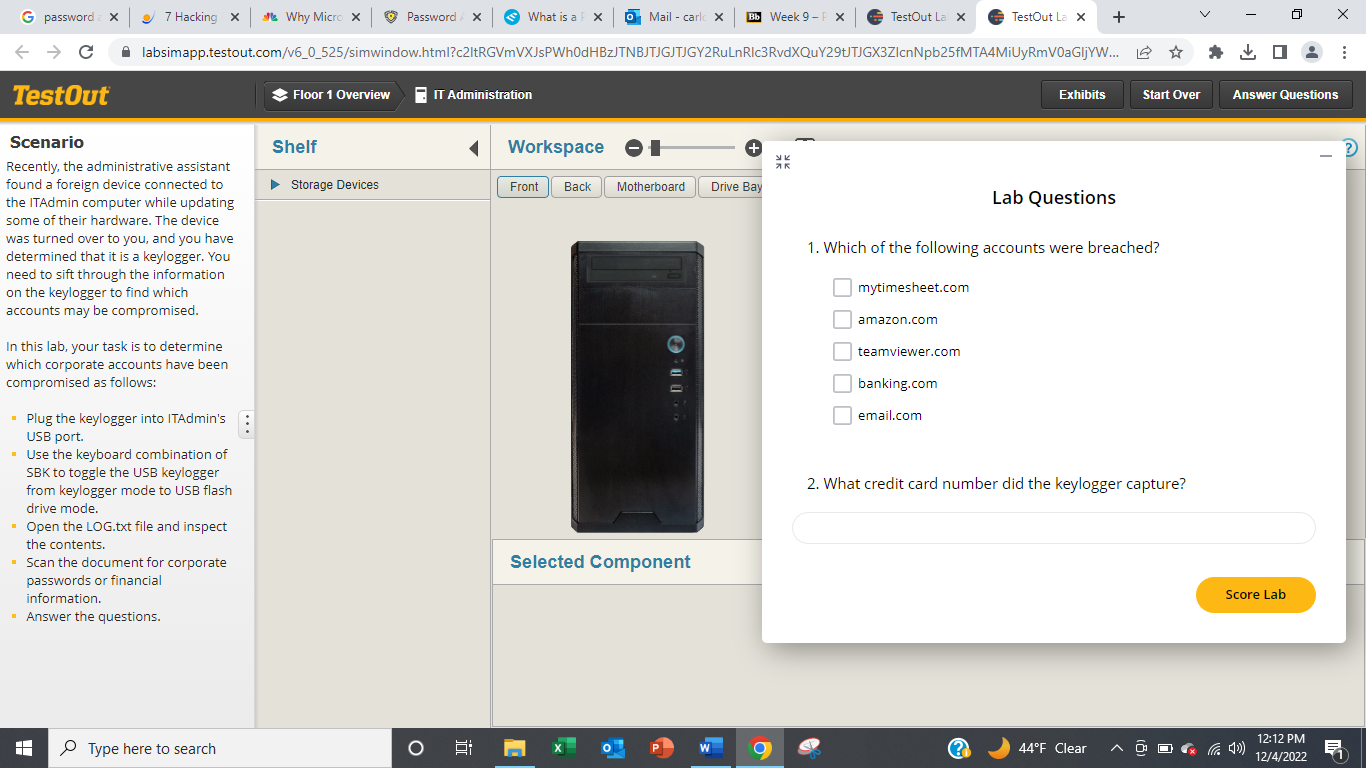 password a
7 Hacking
Why Micro
Password A
What is a P
Mail - carlo
Week 9 – P
TestOut La
TestOut La
labsimapp.testout.com/v6_0_525/simwindow.html?c2ltRGVmVXJsPWh0dHBzJTNBJTJGJTJGY2RuLnRlc3RvdXQuY29tJTJGX3ZlcnNpb25fMTA4MiUyRmV0aGljYW...
TestOut
Floor 1 Overview
IT Administration
Exhibits
Start Over
Answer Questions
Scenario
Recently, the administrative assistant
found a foreign device connected to
the ITAdmin computer while updating
some of their hardware. The device
was turned over to you, and you have
determined that it is a keylogger. You
need to sift through the information
on the keylogger to find which
accounts may be compromised.
In this lab, your task is to determine
which corporate accounts have been
compromised as follows:
Plug the keylogger into ITAdmin's
USB port.
Use the keyboard combination of
SBK to toggle the USB keylogger
from keylogger mode to USB flash
drive mode.
Open the LOG.txt file and inspect
the contents.
Scan the document for corporate
passwords or financial
information.
Answer the questions.
Shelf
Storage Devices
Workspace
Front
Back
Motherboard
Drive Bay
Selected Component
Lab Questions
1. Which of the following accounts were breached?
mytimesheet.com
amazon.com
teamviewer.com
banking.com
email.com
2. What credit card number did the keylogger capture?
Score Lab
Type here to search
44°F Clear
12:12 PM
12/4/2022
1